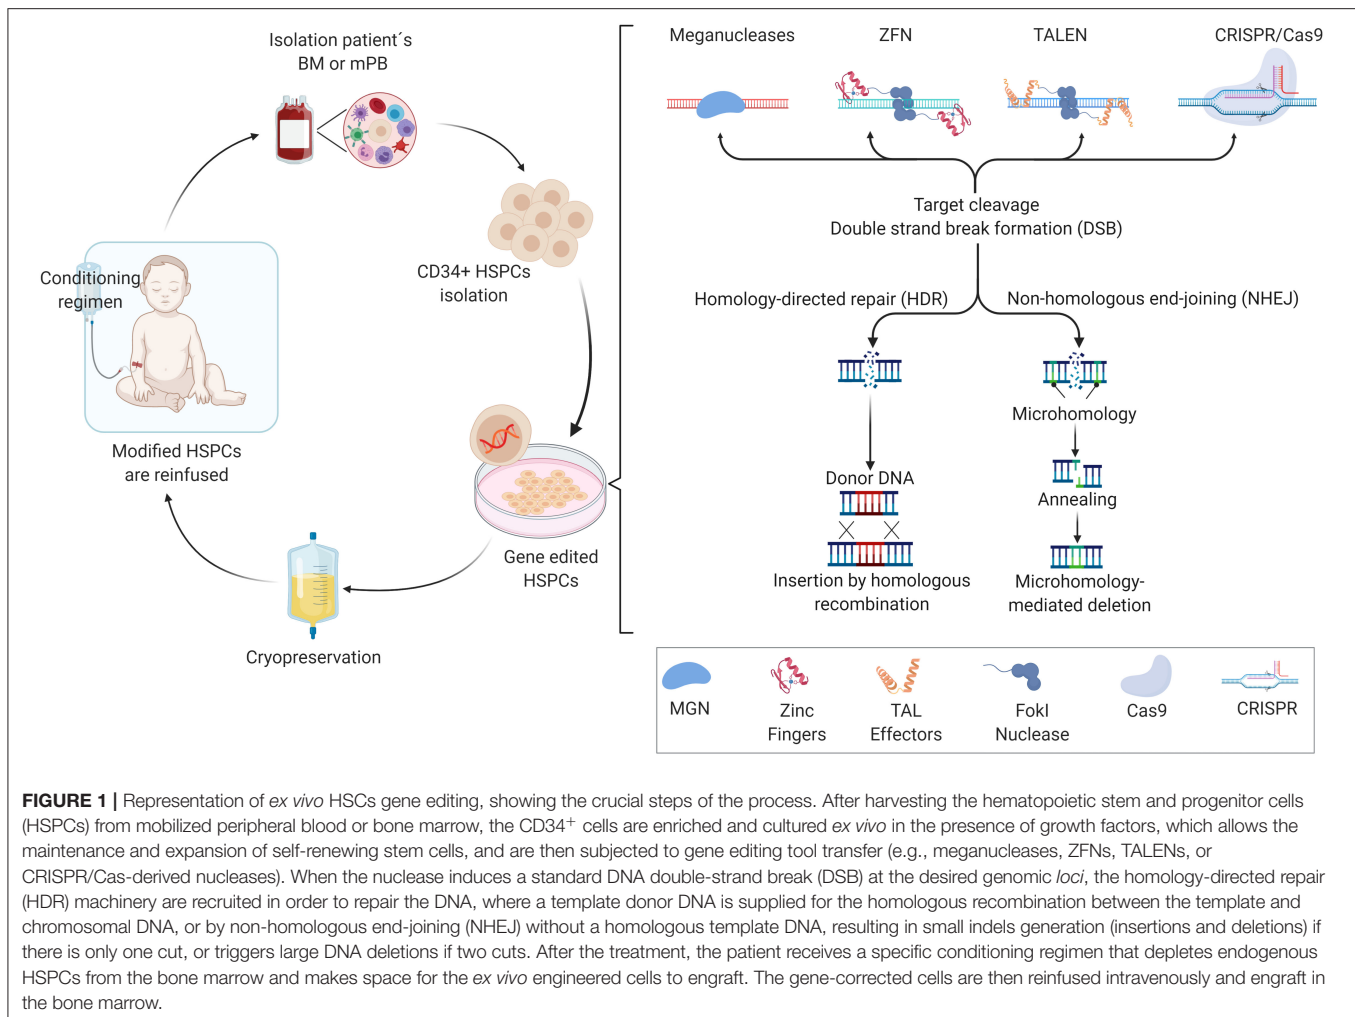 Isolation patient´s
BM or mPB
CD34+ HSPCs
isolation
Conditioning
regimen
Modified HSPCs
are reinfused
Gene edited
HSPCs
Cryopreservation
Meganucleases
ZFN
TALEN
CRISPR/Cas9
Target cleavage
Double strand break formation (DSB)
Homology-directed repair (HDR)
Non-homologous end-joining (NHEJ)
Donor DNA
Insertion by homologous
recombination
Microhomology
Annealing
Microhomology-
mediated deletion
MGN
Zinc
Fingers
TAL
Effectors
FokI
Nuclease
Cas9
CRISPR
FIGURE 1 | Representation of ex vivo HSCs gene editing, showing the crucial steps of the process. After harvesting the hematopoietic stem and progenitor cells
(HSPCs) from mobilized peripheral blood or bone marrow, the CD34+ cells are enriched and cultured ex vivo in the presence of growth factors, which allows the
maintenance and expansion of self-renewing stem cells, and are then subjected to gene editing tool transfer (e.g., meganucleases, ZFNs, TALENs, or
CRISPR/Cas-derived nucleases). When the nuclease induces a standard DNA double-strand break (DSB) at the desired genomic loci, the homology-directed repair
(HDR) machinery are recruited in order to repair the DNA, where a template donor DNA is supplied for the homologous recombination between the template and
chromosomal DNA, or by non-homologous end-joining (NHEJ) without a homologous template DNA, resulting in small indels generation (insertions and deletions) if
there is only one cut, or triggers large DNA deletions if two cuts. After the treatment, the patient receives a specific conditioning regimen that depletes endogenous
HSPCs from the bone marrow and makes space for the ex vivo engineered cells to engraft. The gene-corrected cells are then reinfused intravenously and engraft in
the bone marrow.